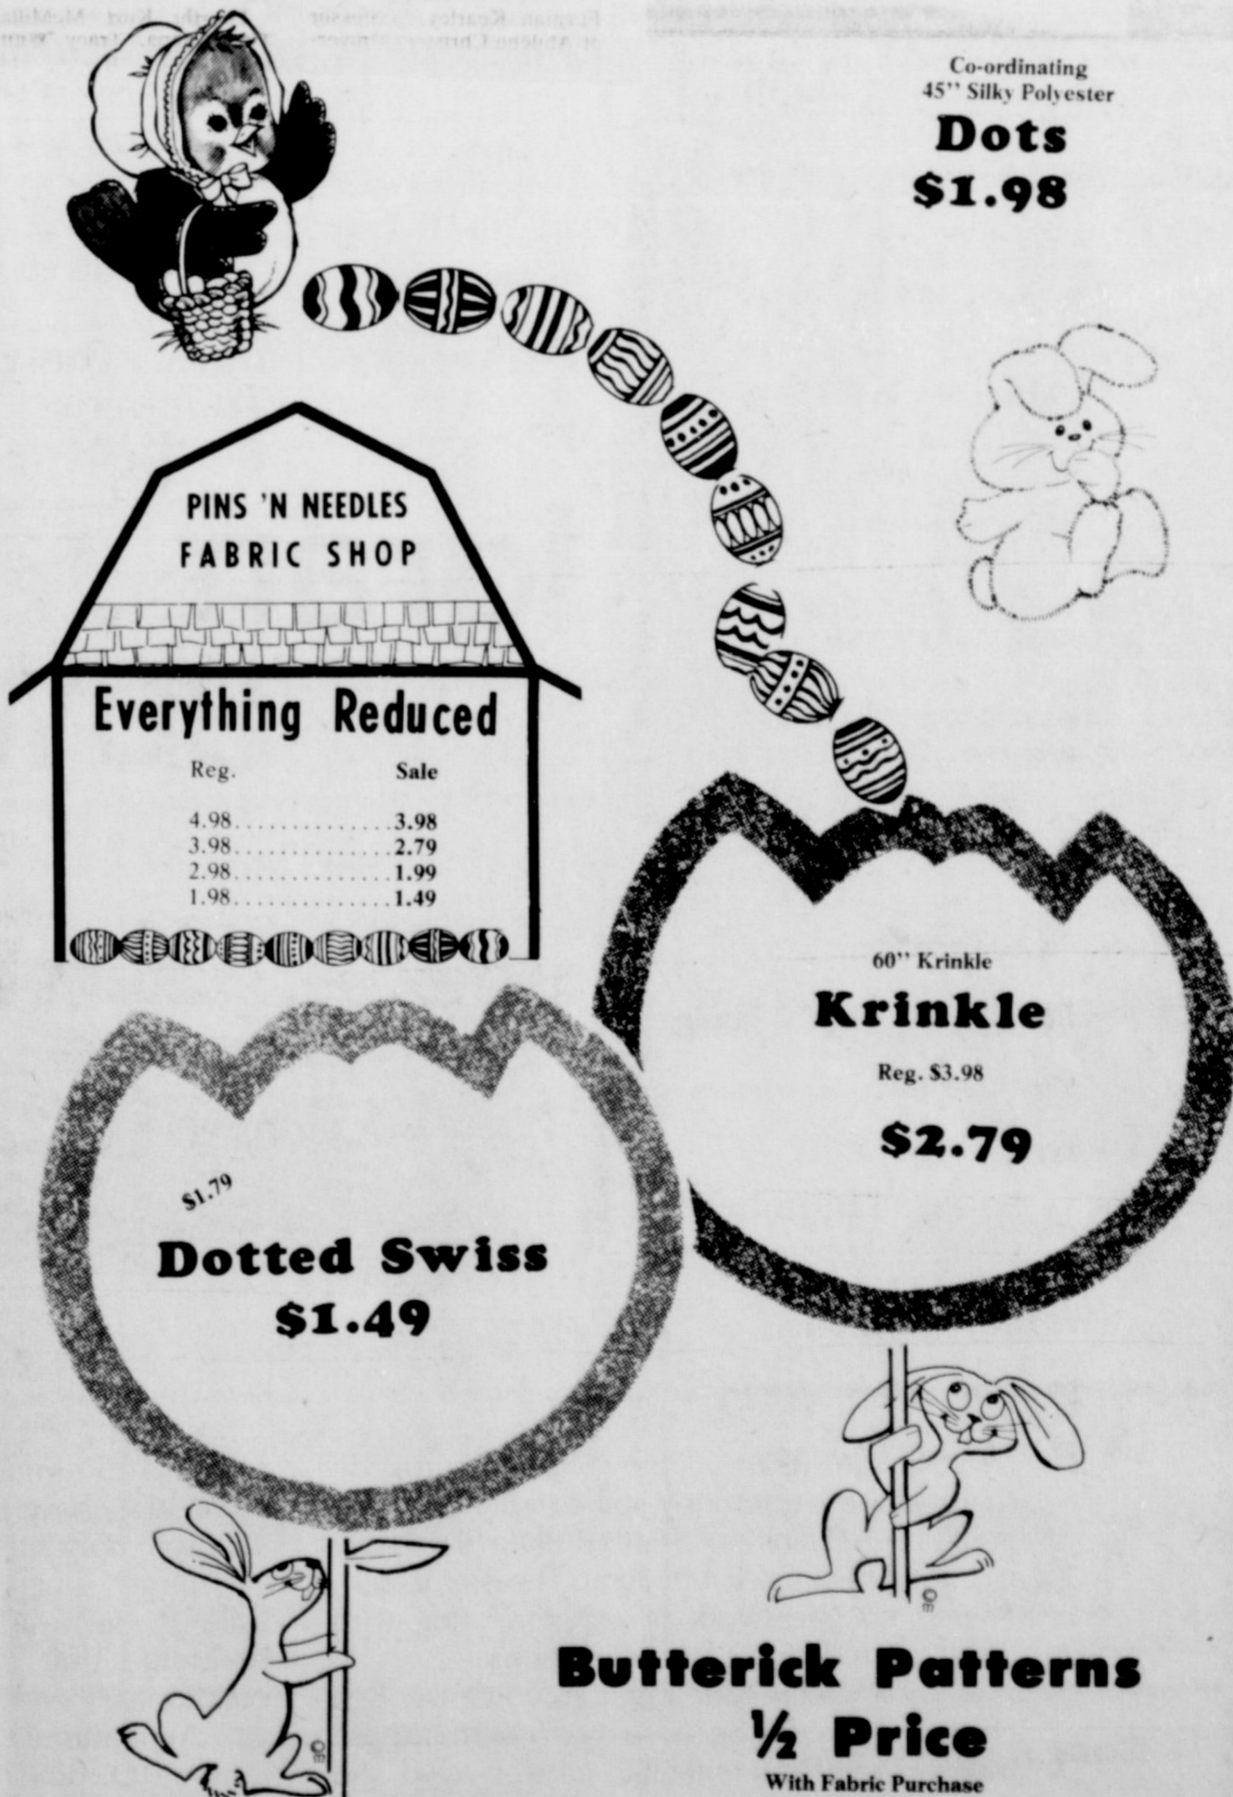 Co-ordinating
45" Silky Polyester
Dots
$1.98
PINS 'N NEEDLES
FABRIC SHOP
Everything Reduced
Reg. Sale
4.98..............3.98
3.98..............2.79
2.98..............1.99
1.98..............1.49
60" Krinkle
Krinkle
Reg. $3.98
$2.79
$1.79
Dotted Swiss
$1.49
Butterick Patterns
½ Price
With Fabric Purchase